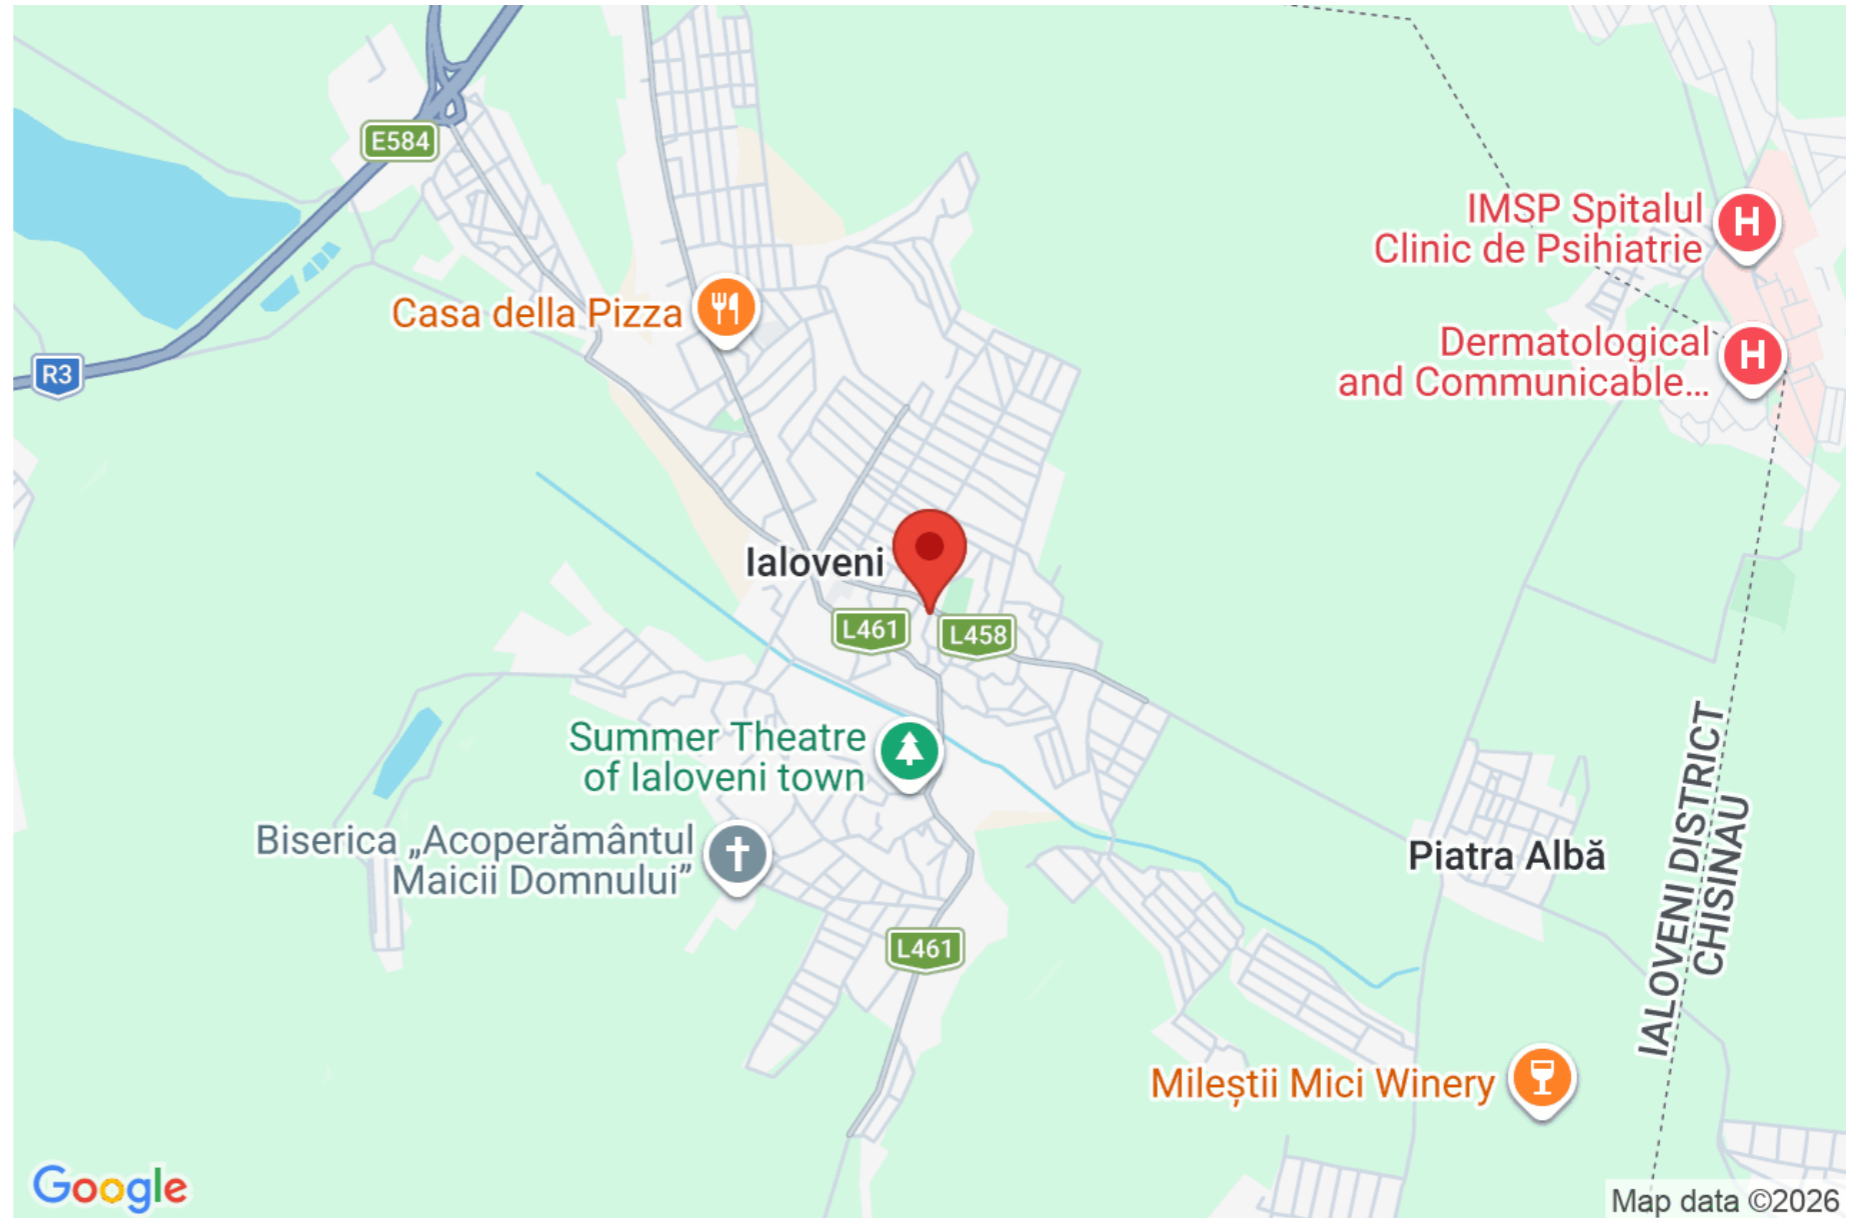 E584
IMSP Spitalul
Clinic de Psihiatrie
Casa della Pizza
Dermatological
and Communicable...
R3
Ialoveni
L461
L458
Summer Theatre
of Ialoveni town
Biserica „Acoperământul
Maicii Domnului”
Piatra Albă
IALOVENI DISTRICT
CHISINAU
L461
Mileștii Mici Winery
Google
Map data ©2026